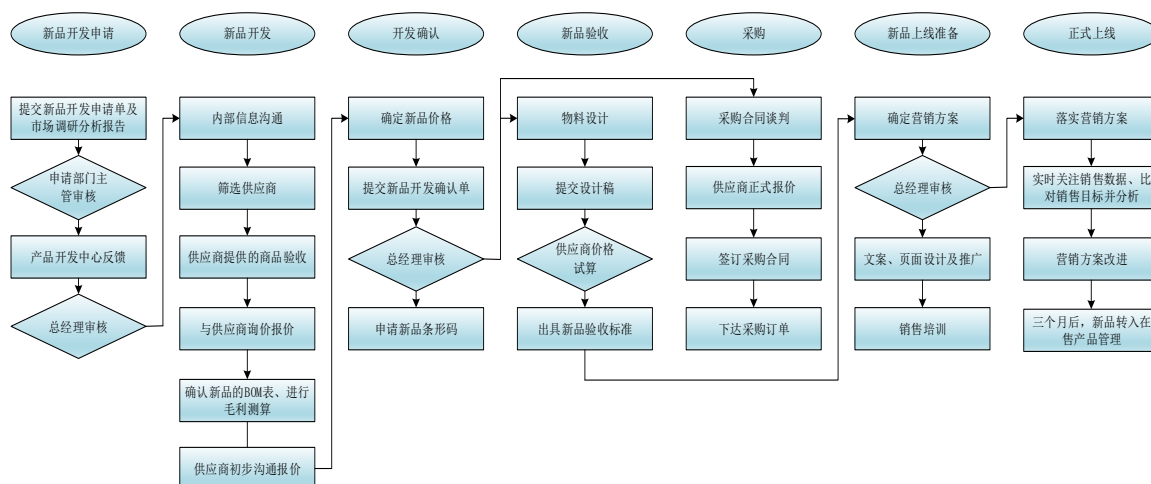 新品开发申请
新品开发
开发确认
新品验收
采购
新品上线准备
正式上线
提交新品开发申请单及
市场调研分析报告
申请部门主
管审核
产品开发中心反馈
总经理审核
内部信息沟通
筛选供应商
供应商提供的商品验收
与供应商询价报价
确认新品的BOM表、进行
毛利测算
供应商初步沟通报价
确定新品价格
提交新品开发确认单
总经理审核
申请新品条形码
物料设计
提交设计稿
供应商价格
试算
出具新品验收标准
采购合同谈判
供应商正式报价
签订采购合同
下达采购订单
确定营销方案
总经理审核
文案、页面设计及推广
销售培训
落实营销方案
实时关注销售数据、比
对销售目标并分析
营销方案改进
三个月后，新品转入在
售产品管理